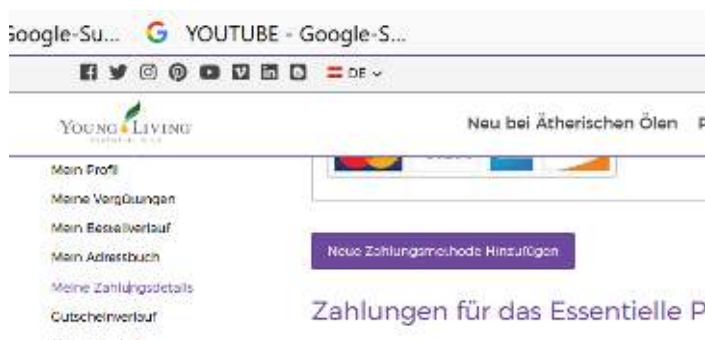 Google-Su... G YOUTUBE - Google-S...
DE
YOUNG LIVING
Neu bei Ätherischen Ölen P
Mein Profil
Meine Vergütungen
Mein Bestellverlauf
Mein Adressbuch
Neue Zahlungsmethode Hinzufügen
Meine Zahlungsdetails
Gutscheinverlauf
Zahlungen für das Essentielle P